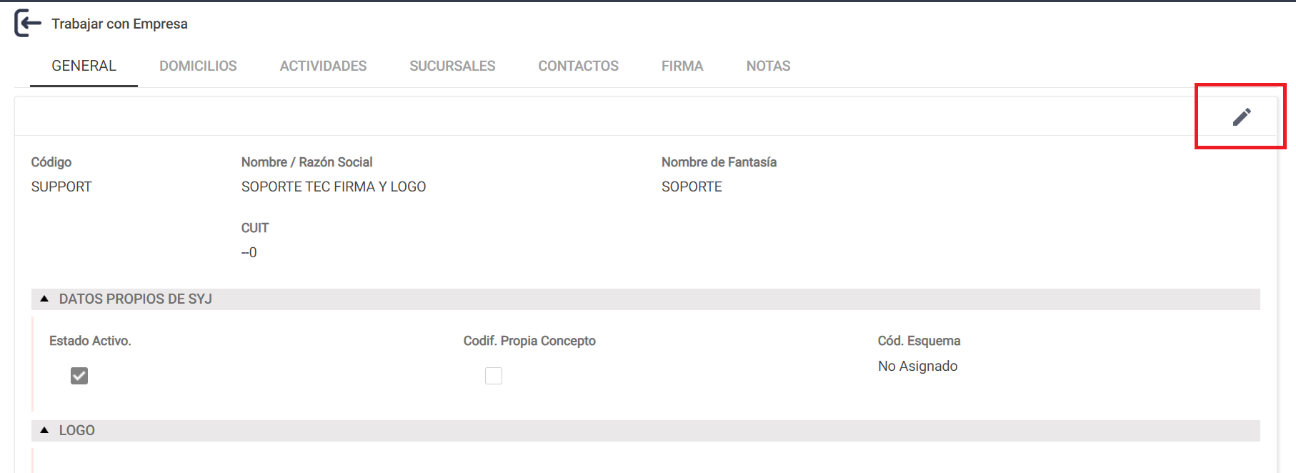 Trabajar con Empresa
GENERAL DOMICILIOS ACTIVIDADES SUCURSALES CONTACTOS FIRMA NOTAS
Código Nombre / Razón Social Nombre de Fantasía
SUPPORT SOPORTE TEC FIRMA Y LOGO SOPORTE
CUIT
--0
DATOS PROPIOS DE SYJ
Estado Activo. Codif. Propia Concepto Cód. Esquema
No Asignado
LOGO